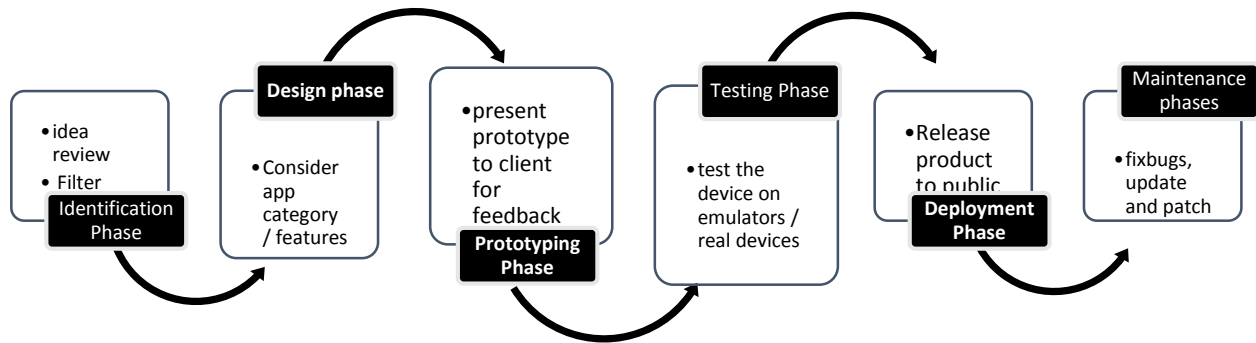 • idea
review
• Filter
Identification
Phase
Design phase
• Consider
app
category
/ features
• present
prototype
to client
for
feedback
Prototyping
Phase
Testing Phase
• test the
device on
emulators /
real devices
• Release
product
to public
Deployment
Phase
Maintenance
phases
• fixbugs,
update
and patch